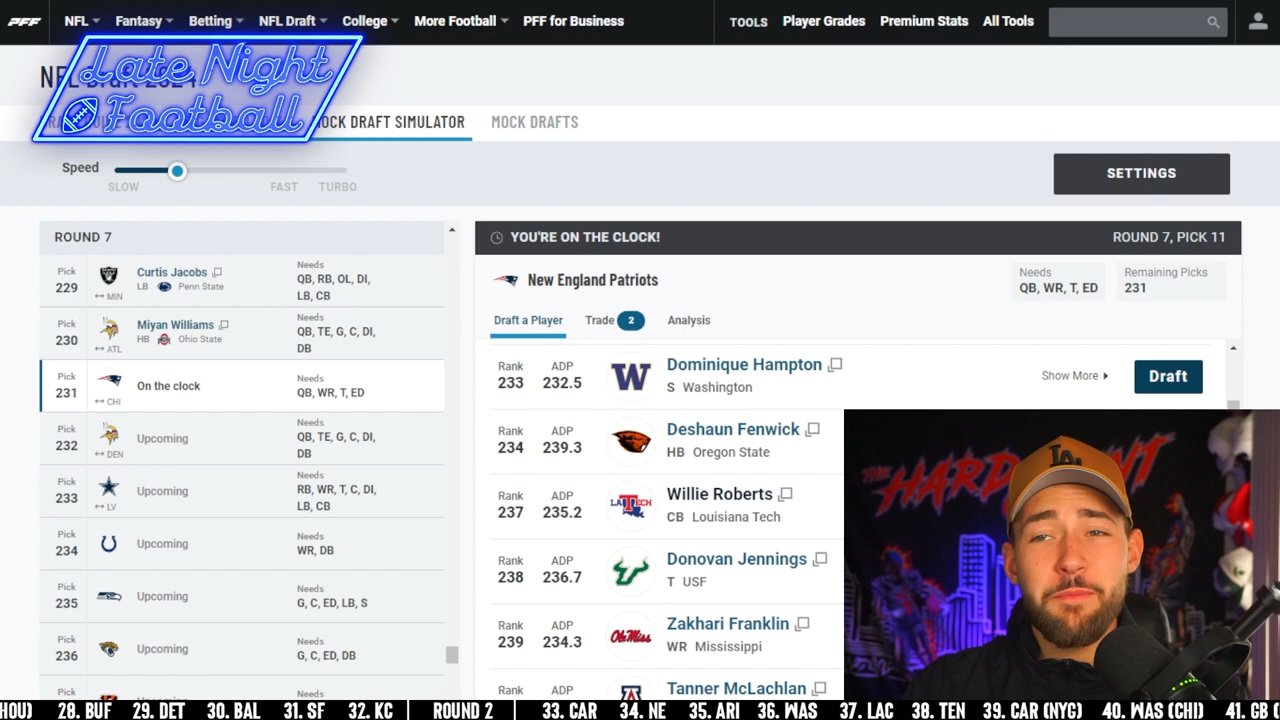 PFF
NFL
Fantasy
Betting
NFL Draft
College
More Football
PFF for Business
TOOLS
Player Grades
Premium Stats
All Tools
Late Night
Football
MOCK DRAFT SIMULATOR
MOCK DRAFTS
Speed
SLOW
FAST
TURBO
SETTINGS
ROUND 7
Pick
229
↔ MIN
Curtis Jacobs
LB Penn State
Needs
QB, RB, OL, DI,
LB, CB
Pick
230
↔ ATL
Miyan Williams
HB Ohio State
Needs
QB, TE, G, C, DI,
DB
Pick
231
↔ CHI
On the clock
Needs
QB, WR, T, ED
Pick
232
↔ DEN
Upcoming
Needs
QB, TE, G, C, DI,
DB
Pick
233
↔ LV
Upcoming
Needs
RB, WR, T, C, DI,
LB, CB
Pick
234
Upcoming
Needs
WR, DB
Pick
235
Upcoming
Needs
G, C, ED, LB, S
Pick
236
Upcoming
Needs
G, C, ED, DB
YOU'RE ON THE CLOCK!
ROUND 7, PICK 11
New England Patriots
Needs
QB, WR, T, ED
Remaining Picks
231
Draft a Player
Trade 2
Analysis
Rank
233
ADP
232.5
W
Dominique Hampton
S Washington
Show More
Draft
Rank
234
ADP
239.3
Deshaun Fenwick
HB Oregon State
Rank
237
ADP
235.2
LA TECH
Willie Roberts
CB Louisiana Tech
Rank
238
ADP
236.7
Donovan Jennings
T USF
Rank
239
ADP
234.3
Ole Miss
Zakhari Franklin
WR Mississippi
Rank
ADP
A
Tanner McLachlan
LA
HOU) 28. BUF 29. DET 30. BAL 31. SF 32. KC ROUND 2 33. CAR 34. NE 35. ARI 36. WAS 37. LAC 38. TEN 39. CAR (NYG) 40. WAS (CHI) 41. GB